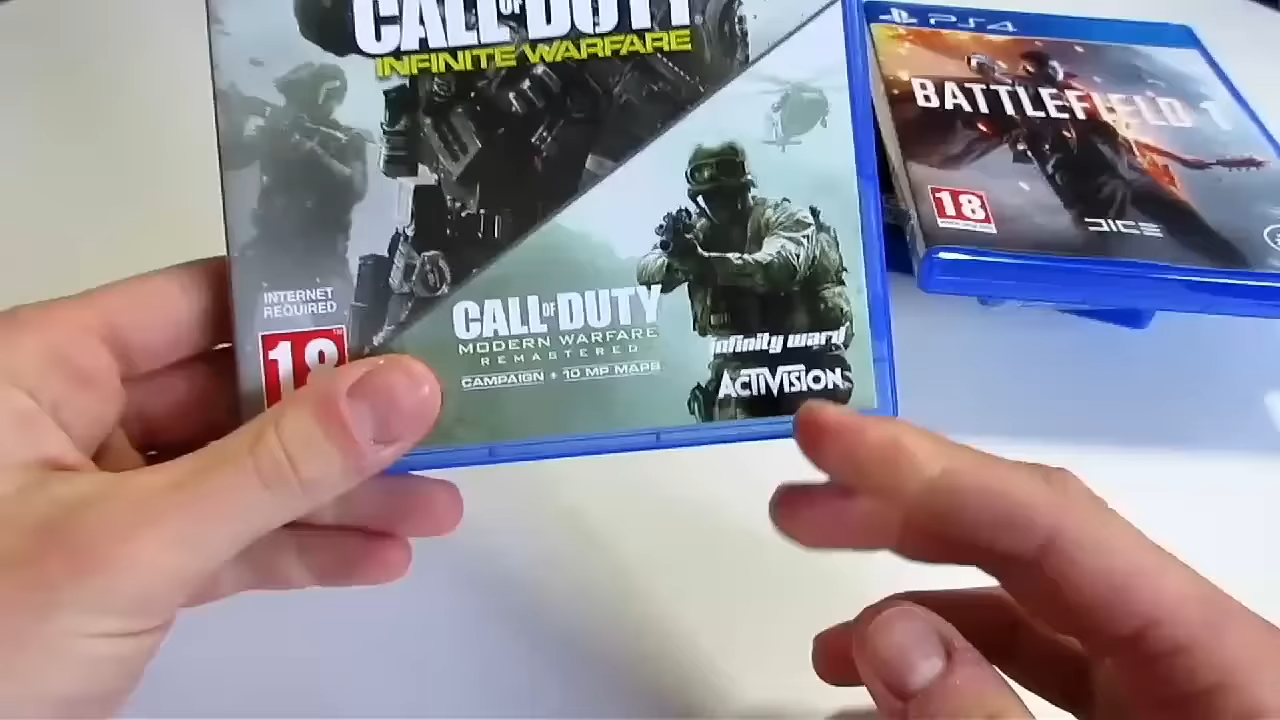 CALL OF DUTY
INFINITE WARFARE
INTERNET
REQUIRED
18
CALL OF DUTY
MODERN WARFARE
REMASTERED
CAMPAIGN + 10 MP MAPS
infinity ward
ACTIVISION
PS4
BATTLEFIELD 1
18
DICE